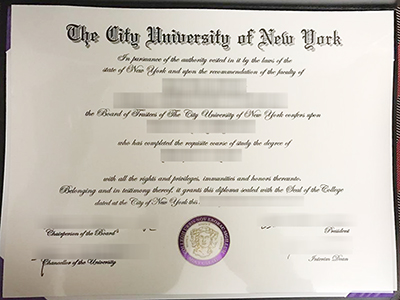 The City University of New York
In pursuance of the authority vested in it by the laws of the
state of New York and upon the recommendation of the faculty of
the Board of Trustees of The City University of New York confers upon
who has completed the requisite course of study the degree of
with all the rights and privileges, immunities and honors thereunto.
Belonging and in testimony thereof, it grants this diploma sealed with the Seal of the College
dated at the City of New York this
Chairperson of the Board
President
Chancellor of the University
Interim Dean